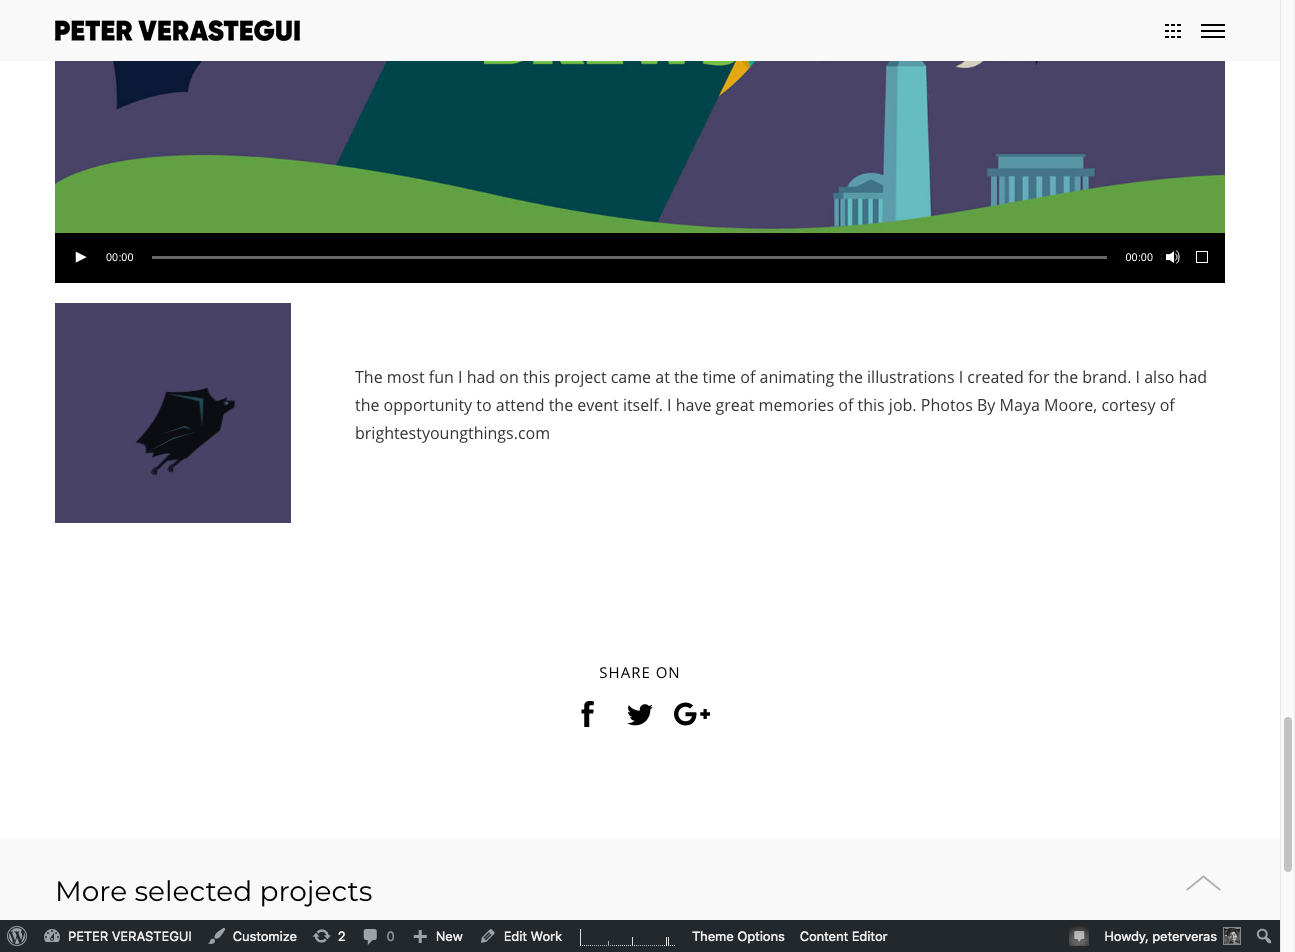 PETER VERASTEGUI
00:00
00:00
The most fun I had on this project came at the time of animating the illustrations I created for the brand. I also had
the opportunity to attend the event itself. I have great memories of this job. Photos By Maya Moore, cortesy of
brightestyoungthings.com
SHARE ON
More selected projects
PETER VERASTEGUI Customize 2 0 New Edit Work Theme Options Content Editor Howdy, peterveras